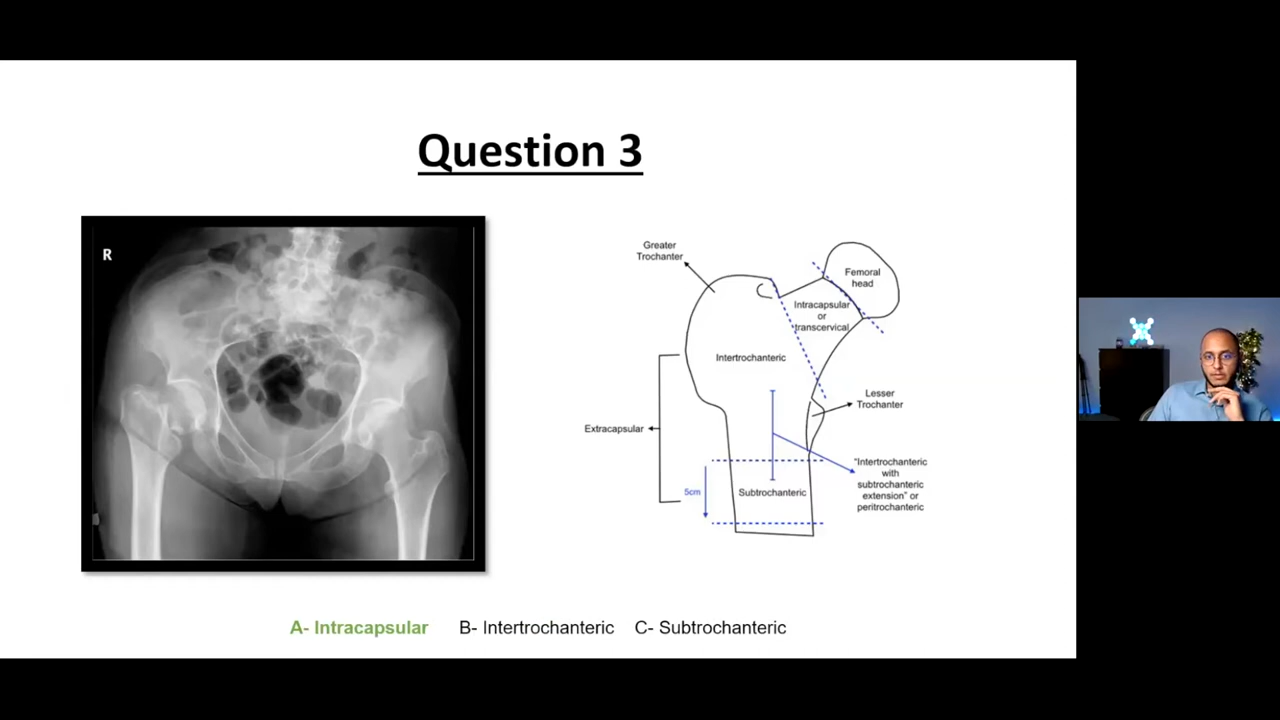 Question 3
R
Greater
Trochanter
Femoral
head
Intracapsular
or
transcervical
Intertrochanteric
Lesser
Trochanter
Extracapsular
"Intertrochanteric
with
subtrochanteric
extension" or
peritrochanteric
5cm
Subtrochanteric
A- Intracapsular B- Intertrochanteric C- Subtrochanteric